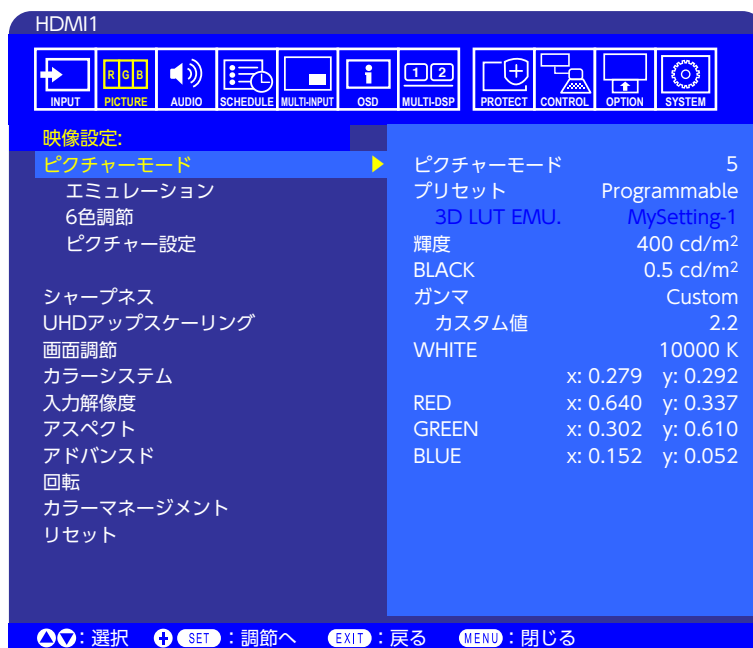 HDMI1
R G B
1 2
INPUT PICTURE AUDIO SCHEDULE MULTI-INPUT OSD MULTI-DSP PROTECT CONTROL OPTION SYSTEM
映像設定:
ピクチャーモード ピクチャーモード 5
エミュレーション プリセット Programmable
6色調節 3D LUT EMU. MySetting-1
ピクチャー設定 輝度 400 cd/m²
BLACK 0.5 cd/m²
シャープネス ガンマ Custom
UHDアップスケーリング カスタム値 2.2
画面調節 WHITE 10000 K
カラーシステム x: 0.279 y: 0.292
入力解像度 RED x: 0.640 y: 0.337
アスペクト GREEN x: 0.302 y: 0.610
アドバンスド BLUE x: 0.152 y: 0.052
回転
カラーマネージメント
リセット
：選択 SET：調節へ EXIT：戻る MENU：閉じる